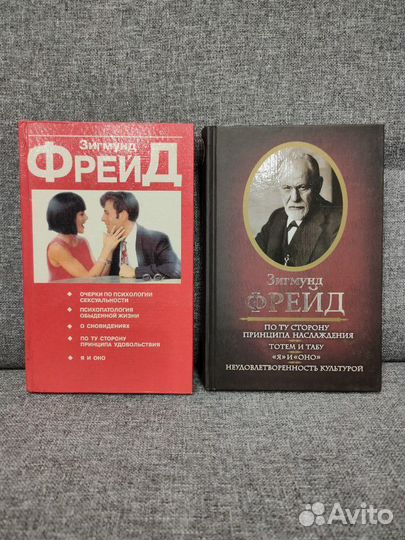 Зигмунд
ФРЕЙД
ОЧЕРКИ ПО ПСИХОЛОГИИ
СЕКСУАЛЬНОСТИ
ПСИХОПАТОЛОГИЯ
ОБЫДЕННОЙ ЖИЗНИ
О СНОВИДЕНИЯХ
ПО ТУ СТОРОНУ
ПРИНЦИПА УДОВОЛЬСТВИЯ
Я И ОНО
Зигмунд
ФРЕЙД
ПО ТУ СТОРОНУ
ПРИНЦИПА НАСЛАЖДЕНИЯ
ТОТЕМ И ТАБУ
«Я» И «ОНО»
НЕУДОВЛЕТВОРЕННОСТЬ КУЛЬТУРОЙ
Avito